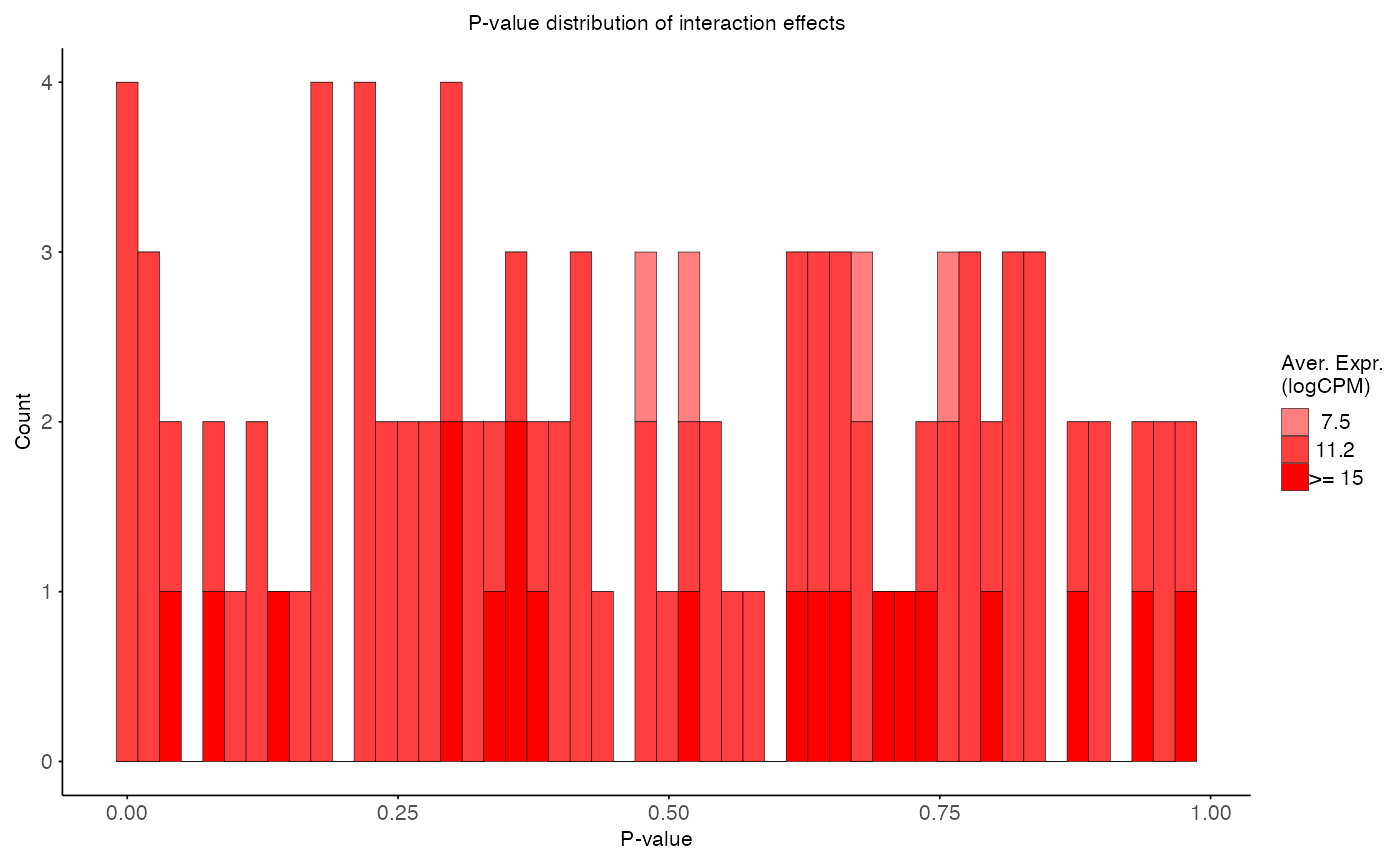 P-value distribution of interaction effects
4
3
2
1
0
Count
0.00
0.25
0.50
0.75
1.00
P-value
Aver. Expr.
(logCPM)
7.5
11.2
>= 15